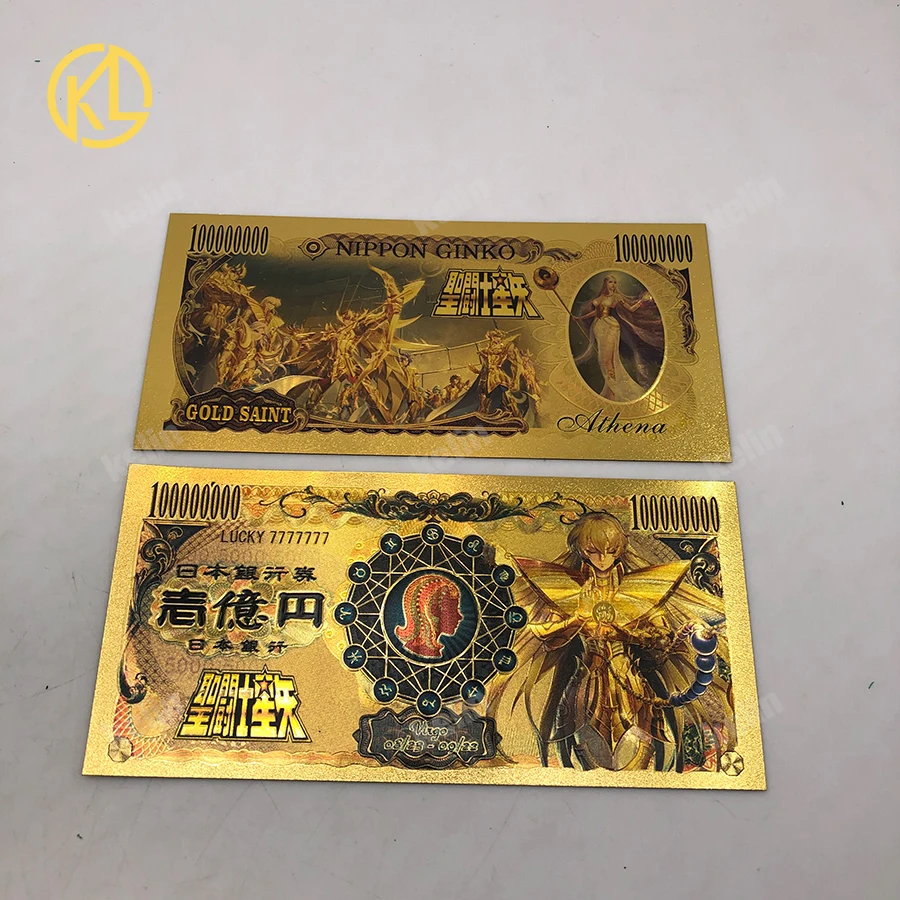 KL
100000000
NIPPON GINKO
100000000
聖闘士星矢
GOLD SAINT
Athena
100000000
100000000
LUCKY 7777777
日本銀行券
壱億円
日本銀行
聖闘士星矢
Virgo